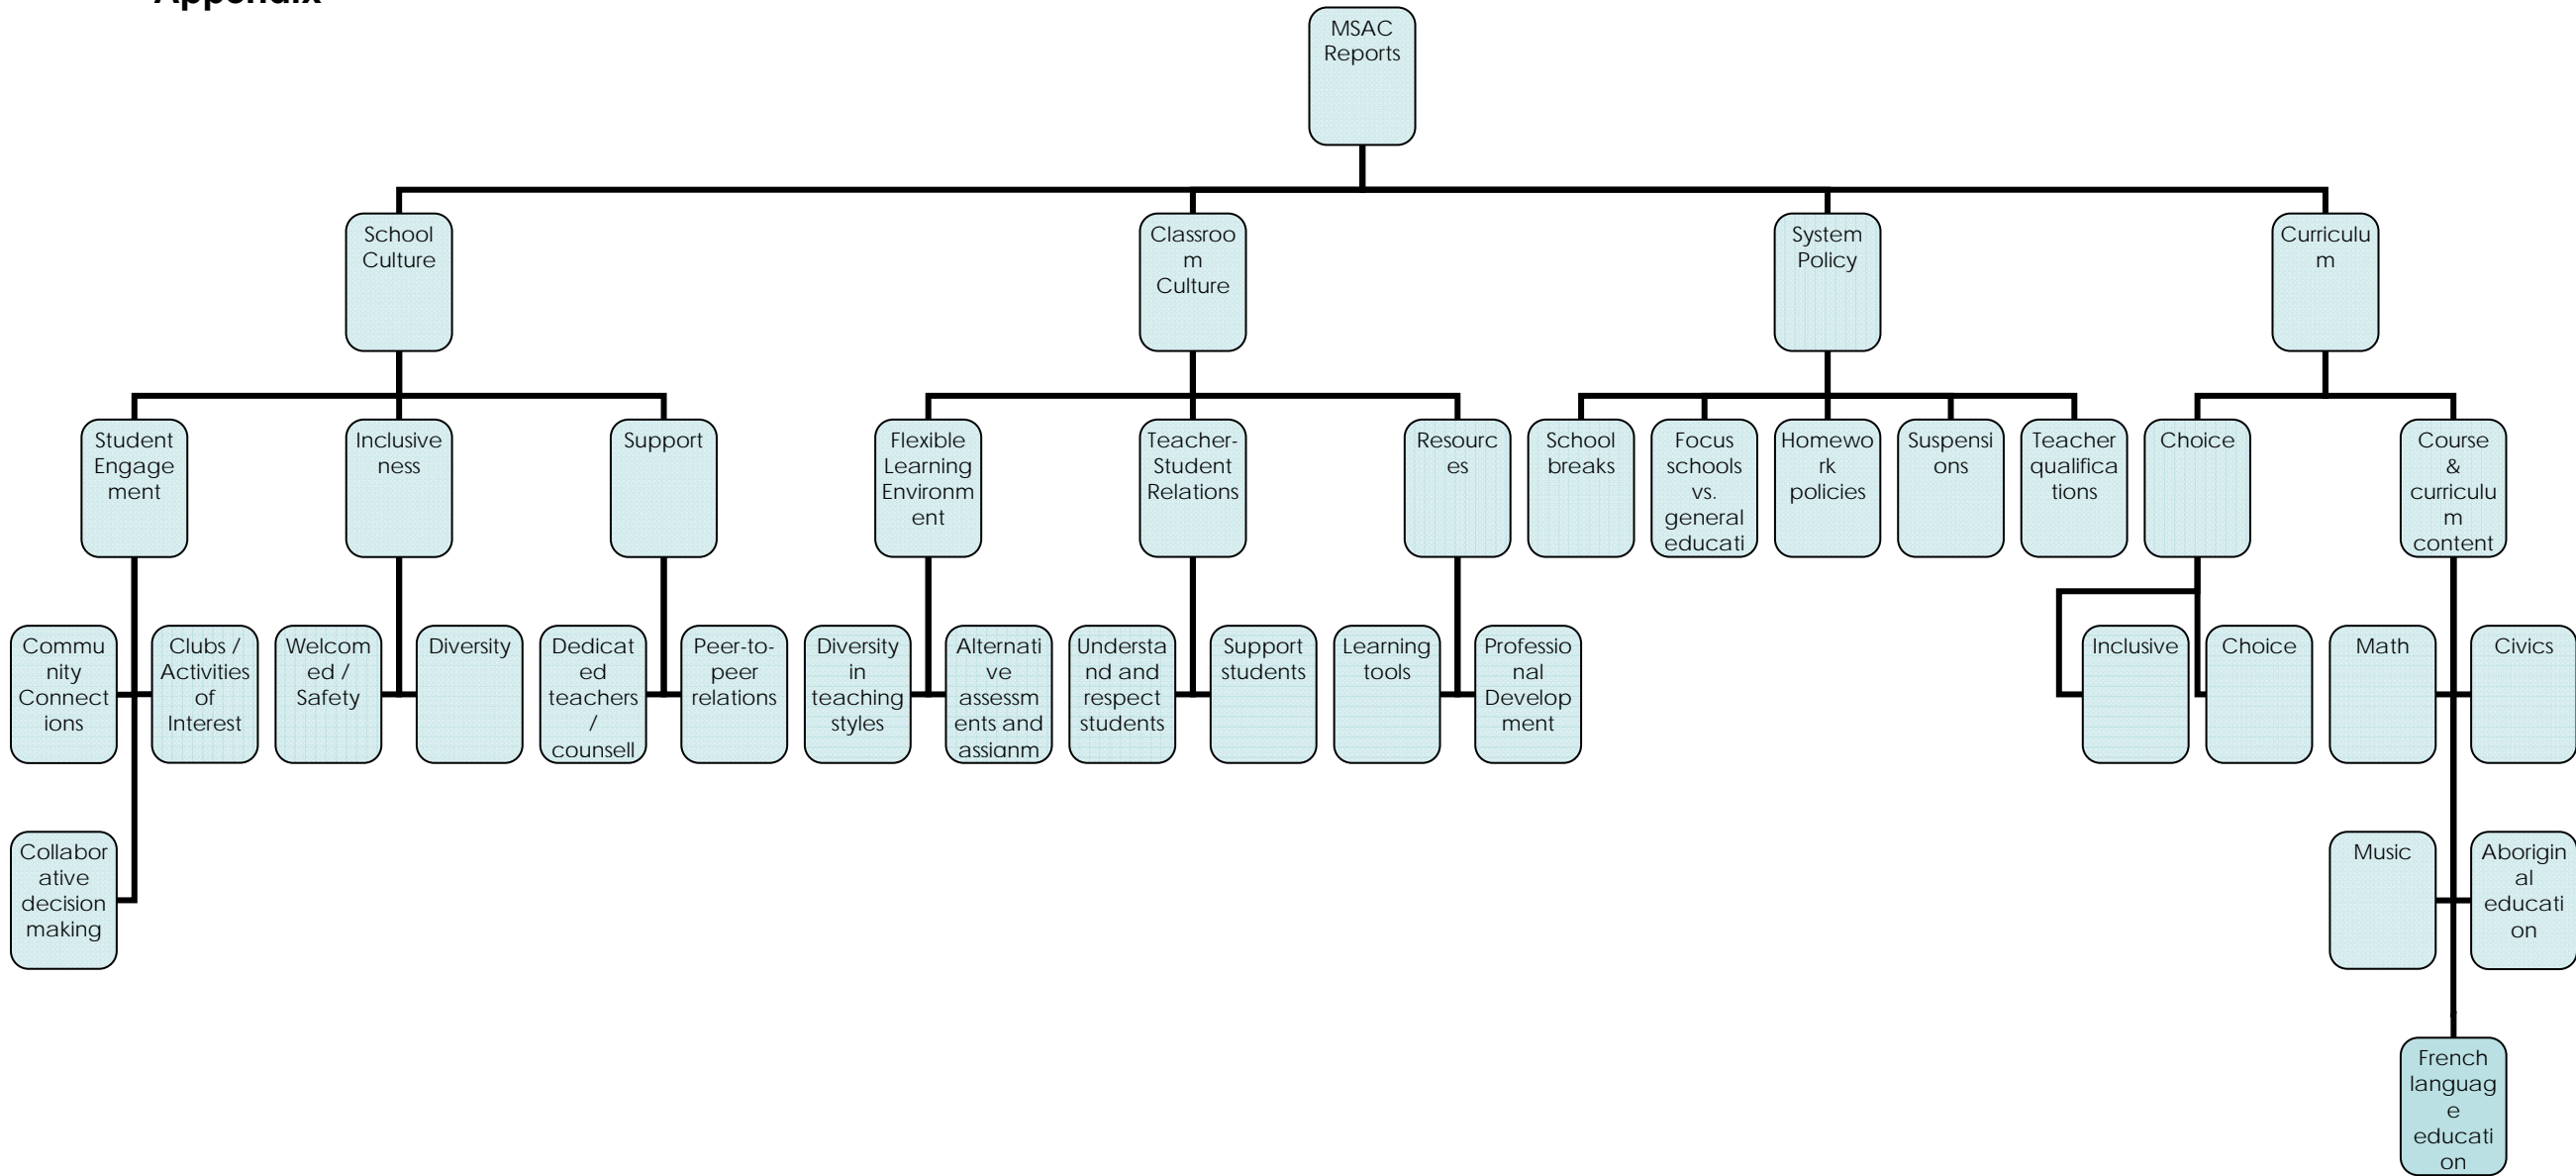 Appendix
MSAC
Reports
School
Culture
Classroo
m
Culture
System
Policy
Curriculu
m
Student
Engage
ment
Inclusive
ness
Support
Flexible
Learning
Environm
ent
Teacher-
Student
Relations
Resourc
es
School
breaks
Focus
schools
vs.
general
educati
Homewo
rk
policies
Suspensi
ons
Teacher
qualifica
tions
Choice
Course
&
curriculu
m
content
Commu
nity
Connect
ions
Clubs /
Activities
of
Interest
Welcom
ed /
Safety
Diversity
Dedicat
ed
teachers
/
counsell
Peer-to-
peer
relations
Diversity
in
teaching
styles
Alternati
ve
assessm
ents and
assignm
Understa
nd and
respect
students
Support
students
Learning
tools
Professio
nal
Develop
ment
Inclusive
Choice
Math
Civics
Collabor
ative
decision
making
Music
Aborigin
al
educati
on
French
languag
e
educati
on